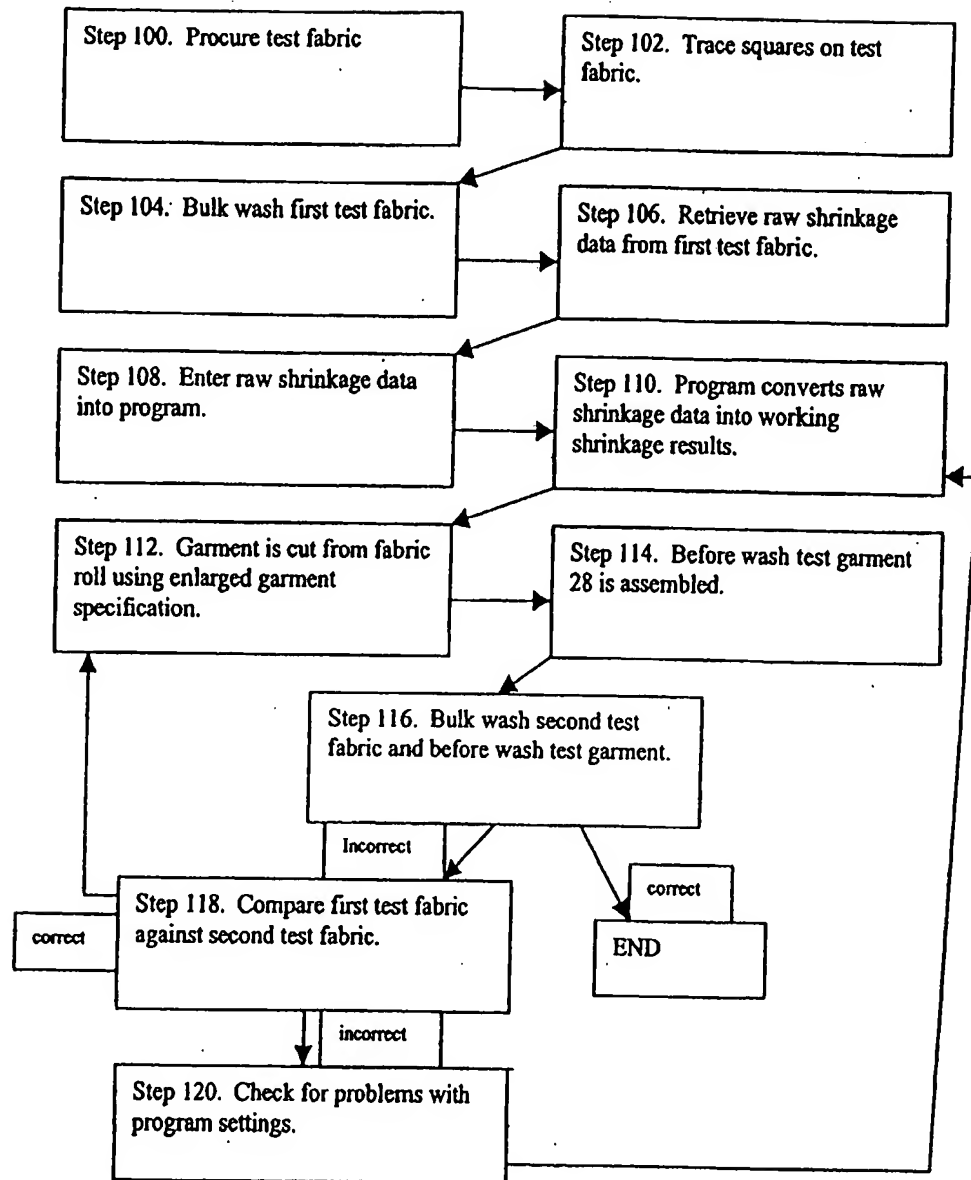 Step 100. Procure test fabric
Step 102. Trace squares on test
fabric.
Step 104. Bulk wash first test fabric.
Step 106. Retrieve raw shrinkage
data from first test fabric.
Step 108. Enter raw shrinkage data
into program.
Step 110. Program converts raw
shrinkage data into working
shrinkage results.
Step 112. Garment is cut from fabric
roll using enlarged garment
specification.
Step 114. Before wash test garment
28 is assembled.
Step 116. Bulk wash second test
fabric and before wash test garment.
Incorrect
correct
Step 118. Compare first test fabric
against second test fabric.
correct
END
incorrect
Step 120. Check for problems with
program settings.